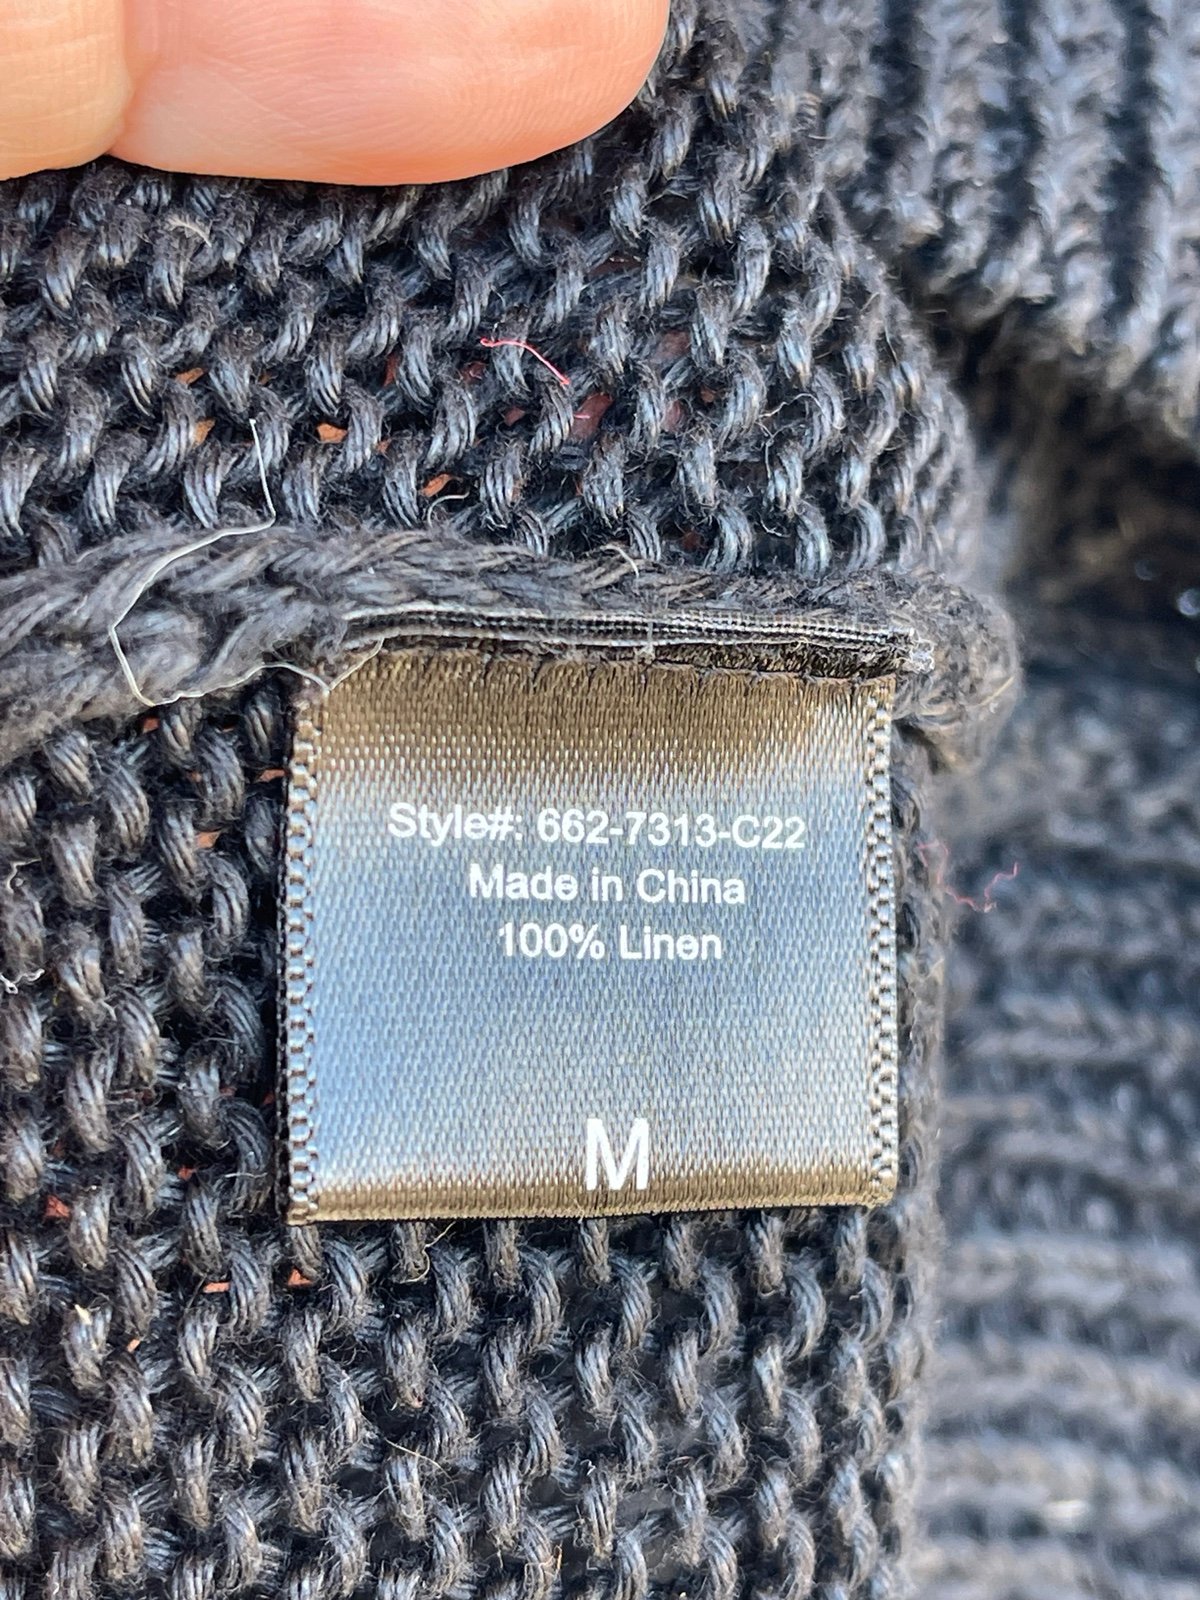 Style#: 662-7313-C22
Made in China
100% Linen
M